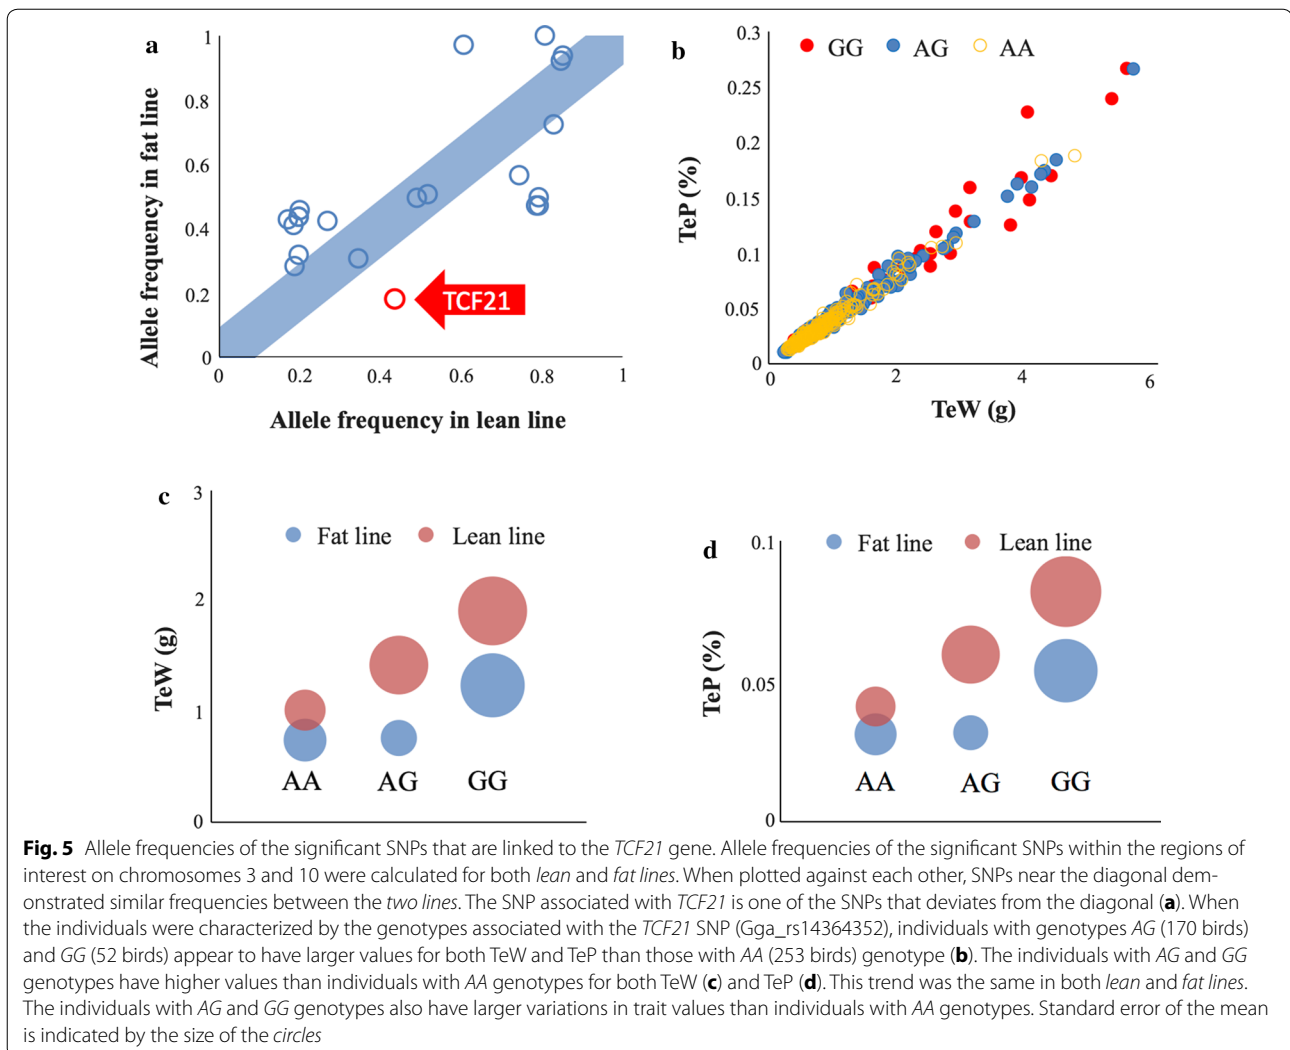 a
1
0.8
0.6
0.4
0.2
0
Allele frequency in fat line
TCF21
0
0.2
0.4
0.6
0.8
1
Allele frequency in lean line
b
0.3
0.25
0.2
0.15
0.1
0.05
0
TeP (%)
GG AG AA
0
2
4
6
TeW (g)
c
3
2
1
0
TeW (g)
Fat line Lean line
AA AG GG
d
0.1
0.05
0
TeP (%)
Fat line Lean line
AA AG GG
Fig. 5 Allele frequencies of the significant SNPs that are linked to the TCF21 gene. Allele frequencies of the significant SNPs within the regions of
interest on chromosomes 3 and 10 were calculated for both lean and fat lines. When plotted against each other, SNPs near the diagonal dem-
onstrated similar frequencies between the two lines. The SNP associated with TCF21 is one of the SNPs that deviates from the diagonal (a). When
the individuals were characterized by the genotypes associated with the TCF21 SNP (Gga_rs14364352), individuals with genotypes AG (170 birds)
and GG (52 birds) appear to have larger values for both TeW and TeP than those with AA (253 birds) genotype (b). The individuals with AG and GG
genotypes have higher values than individuals with AA genotypes for both TeW (c) and TeP (d). This trend was the same in both lean and fat lines.
The individuals with AG and GG genotypes also have larger variations in trait values than individuals with AA genotypes. Standard error of the mean
is indicated by the size of the circles